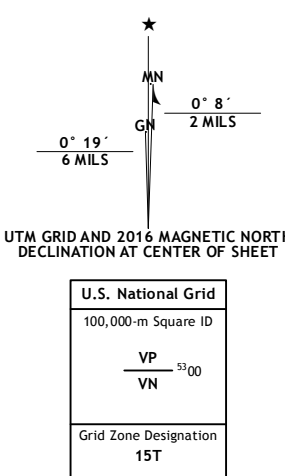 ★
MN
0° 8´
2 MILS
GN
0° 19´
6 MILS
UTM GRID AND 2016 MAGNETIC NORTH
DECLINATION AT CENTER OF SHEET
U.S. National Grid
100,000-m Square ID
VP
5300
VN
Grid Zone Designation
15T